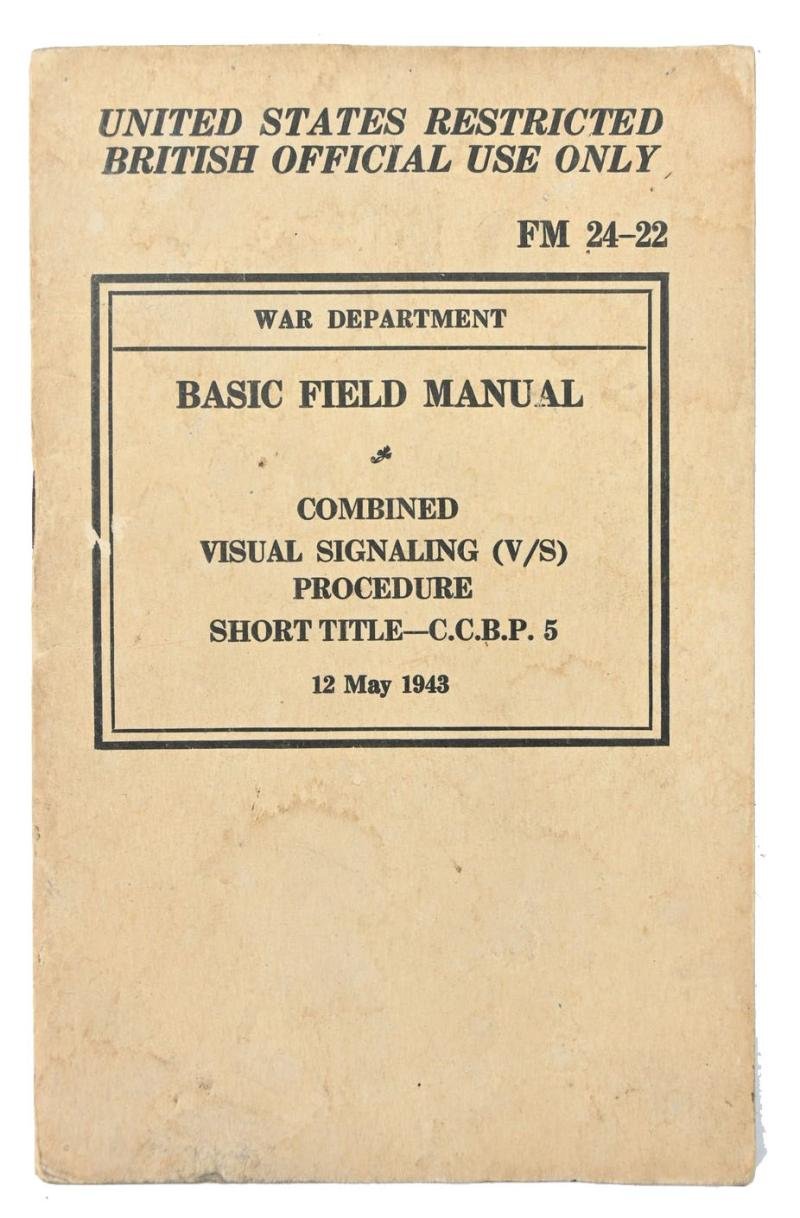 UNITED STATES RESTRICTED
BRITISH OFFICIAL USE ONLY
FM 24–22
WAR DEPARTMENT
BASIC FIELD MANUAL
COMBINED
VISUAL SIGNALING (V/S)
PROCEDURE
SHORT TITLE—C.C.B.P. 5
12 May 1943